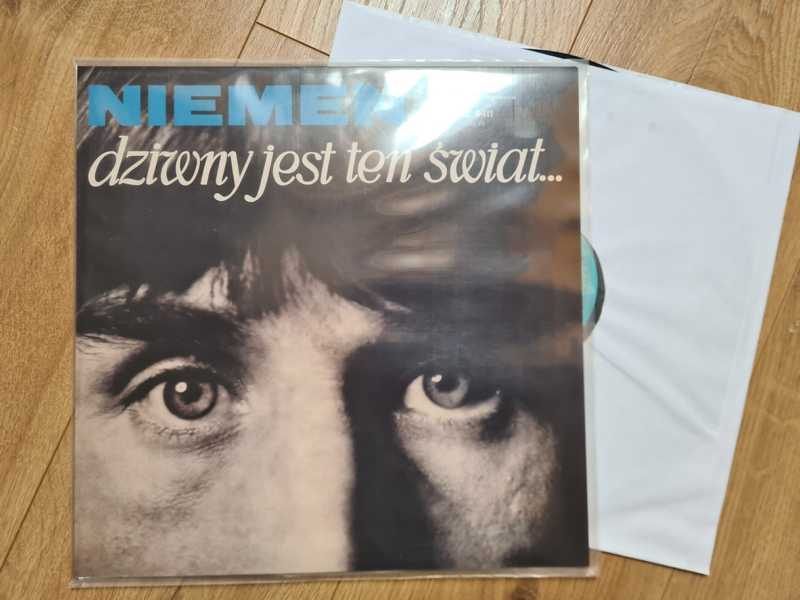 NIEMEN
dziwny jest ten świat...